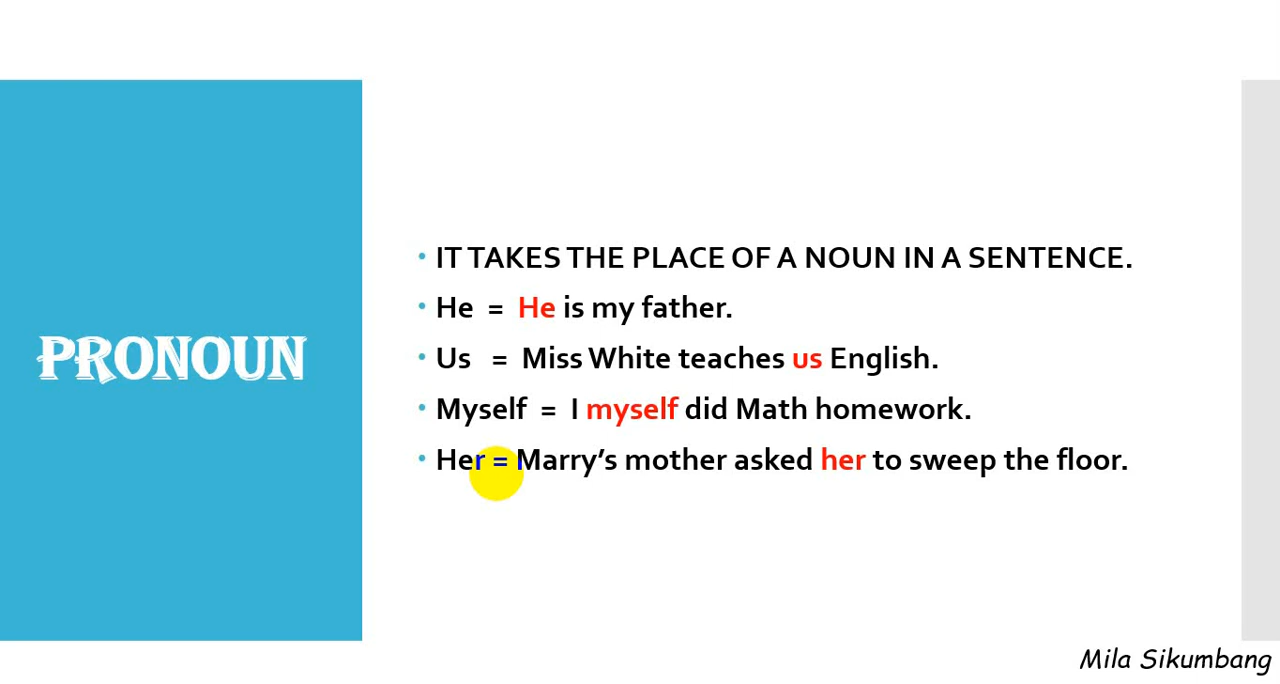 PRONOUN
• IT TAKES THE PLACE OF A NOUN IN A SENTENCE.
• He = He is my father.
• Us = Miss White teaches us English.
• Myself = I myself did Math homework.
• Her = Marry’s mother asked her to sweep the floor.
Mila Sikumbang